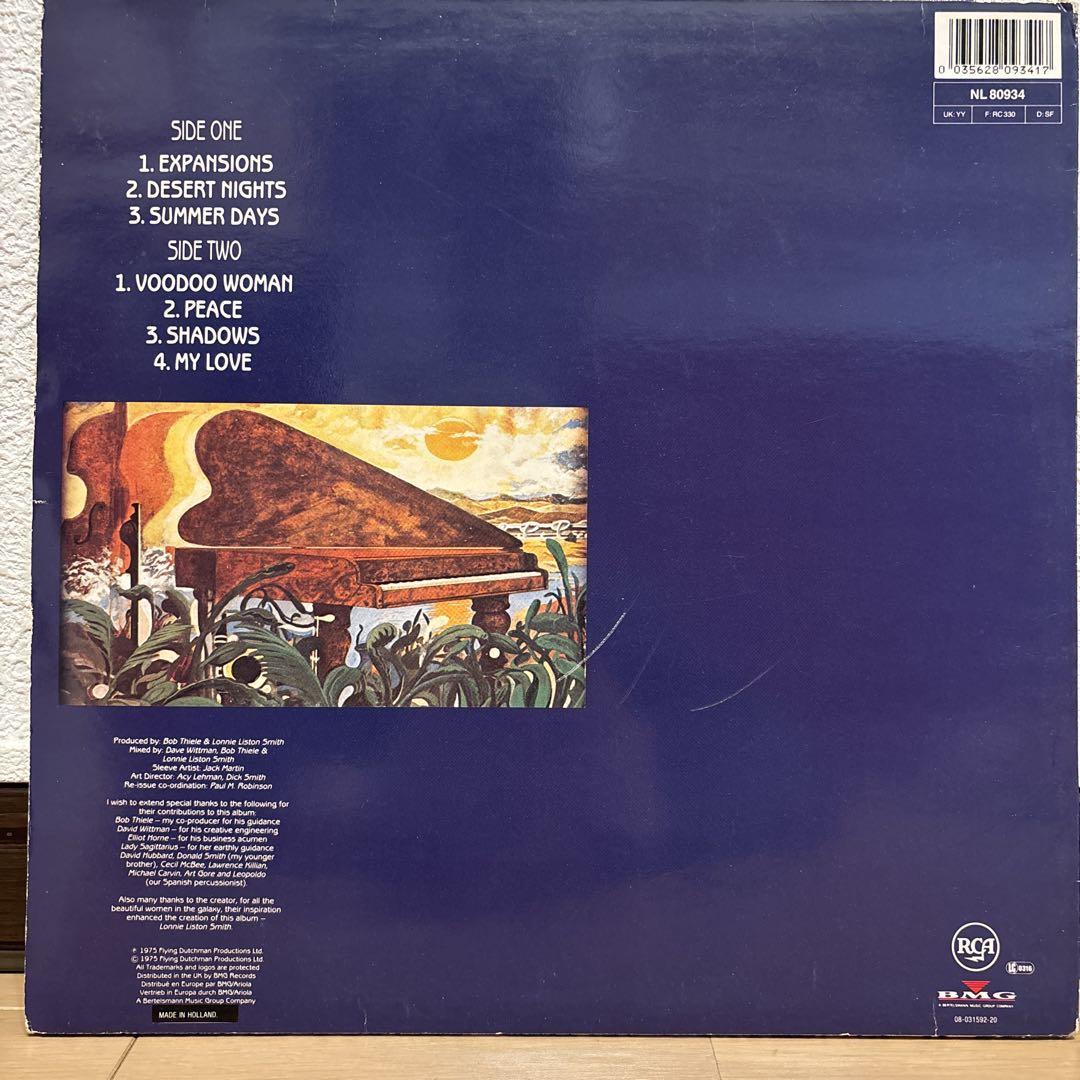 0 035628 093417
NL 80934
UK: YY F: RC 330 D: SF
SIDE ONE
1. EXPANSIONS
2. DESERT NIGHTS
3. SUMMER DAYS
SIDE TWO
1. VOODOO WOMAN
2. PEACE
3. SHADOWS
4. MY LOVE
Produced by: Bob Thiele & Lonnie Liston Smith
Mixed by: Dave Wittman, Bob Thiele &
Lonnie Liston Smith
Sleeve Artist: Jack Martin
Art Director: Acy Lehman, Dick Smith
Re-issue co-ordination: Paul M. Robinson
I wish to extend special thanks to the following for
their contributions to this album:
Bob Thiele – my co-producer for his guidance
David Wittman – for his creative engineering
Elliot Horne – for his business acumen
Lady Sagittarius – for her earthly guidance
David Hubbard, Donald Smith (my younger
brother), Cecil McBee, Lawrence Killian,
Michael Carvin, Art Gore and Leopoldo
(our Spanish percussionist).
Also many thanks to the creator, for all the
beautiful women in the galaxy, their inspiration
enhanced the creation of this album –
Lonnie Liston Smith.
℗ 1975 Flying Dutchman Productions Ltd.
© 1975 Flying Dutchman Productions Ltd.
All Trademarks and logos are protected
Distributed in the UK by BMG Records
Distribué en Europe par BMG/Ariola
Vertrieb in Europa durch BMG/Ariola
A Bertelsmann Music Group Company
MADE IN HOLLAND.
RCA
LC 0316
BMG
A BERTELSMANN MUSIC GROUP COMPANY
08-031592-20